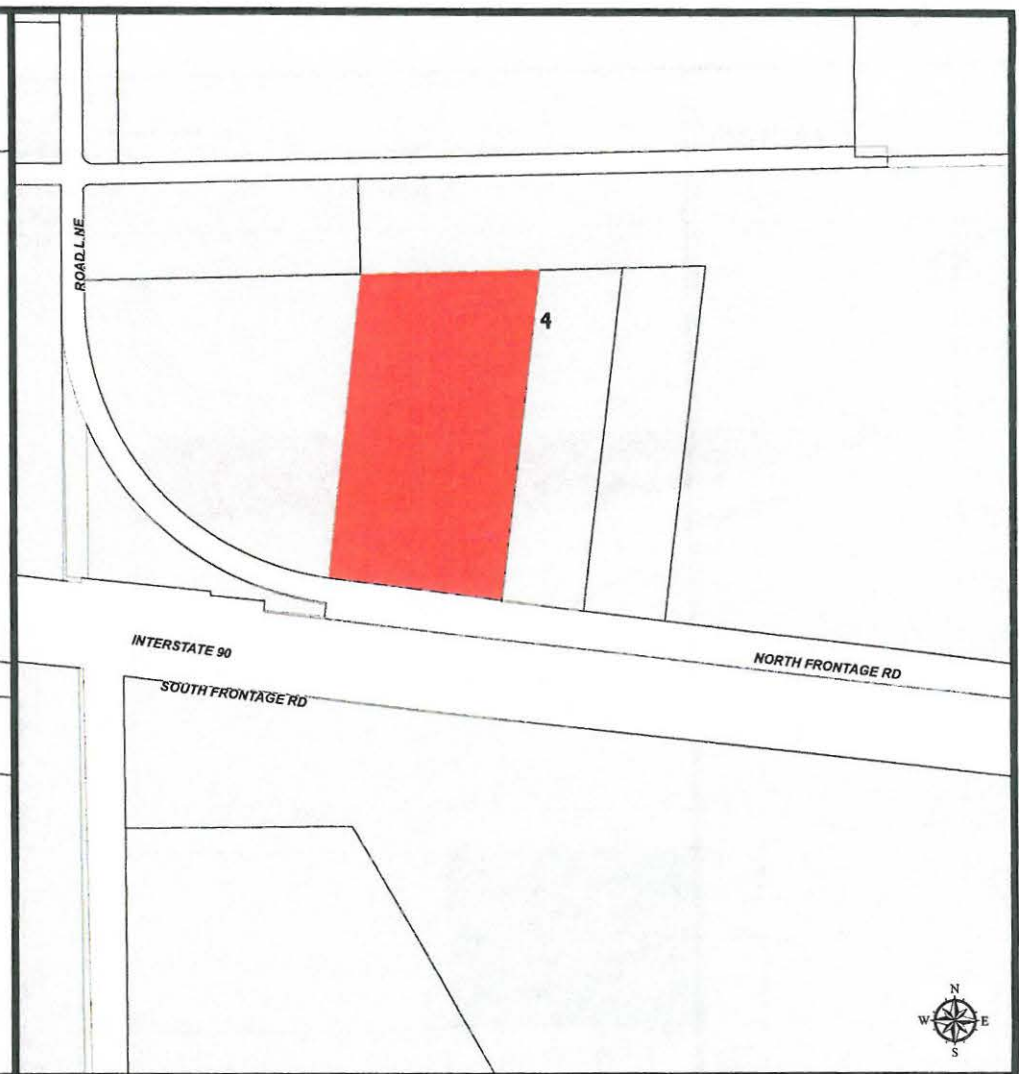 ROAD L NE
4
INTERSTATE 90
NORTH FRONTAGE RD
SOUTH FRONTAGE RD
N
W E
S